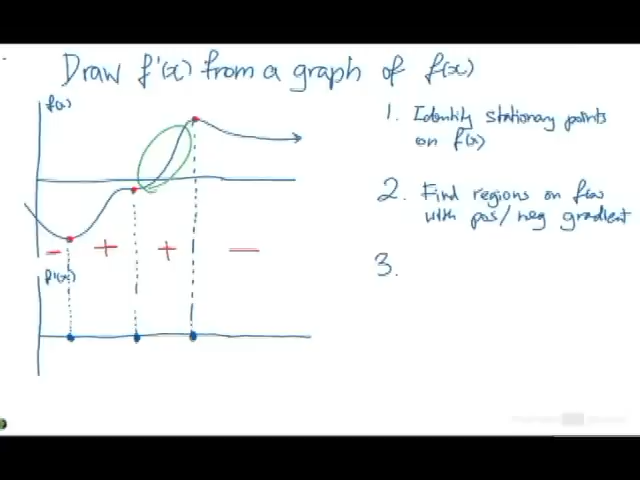 Draw f'(x) from a graph of f(x)
f(x)
1. Identify stationary points
on f(x)
2. Find regions on f(x)
with pos/neg gradient
- + + -
f'(x)
3.